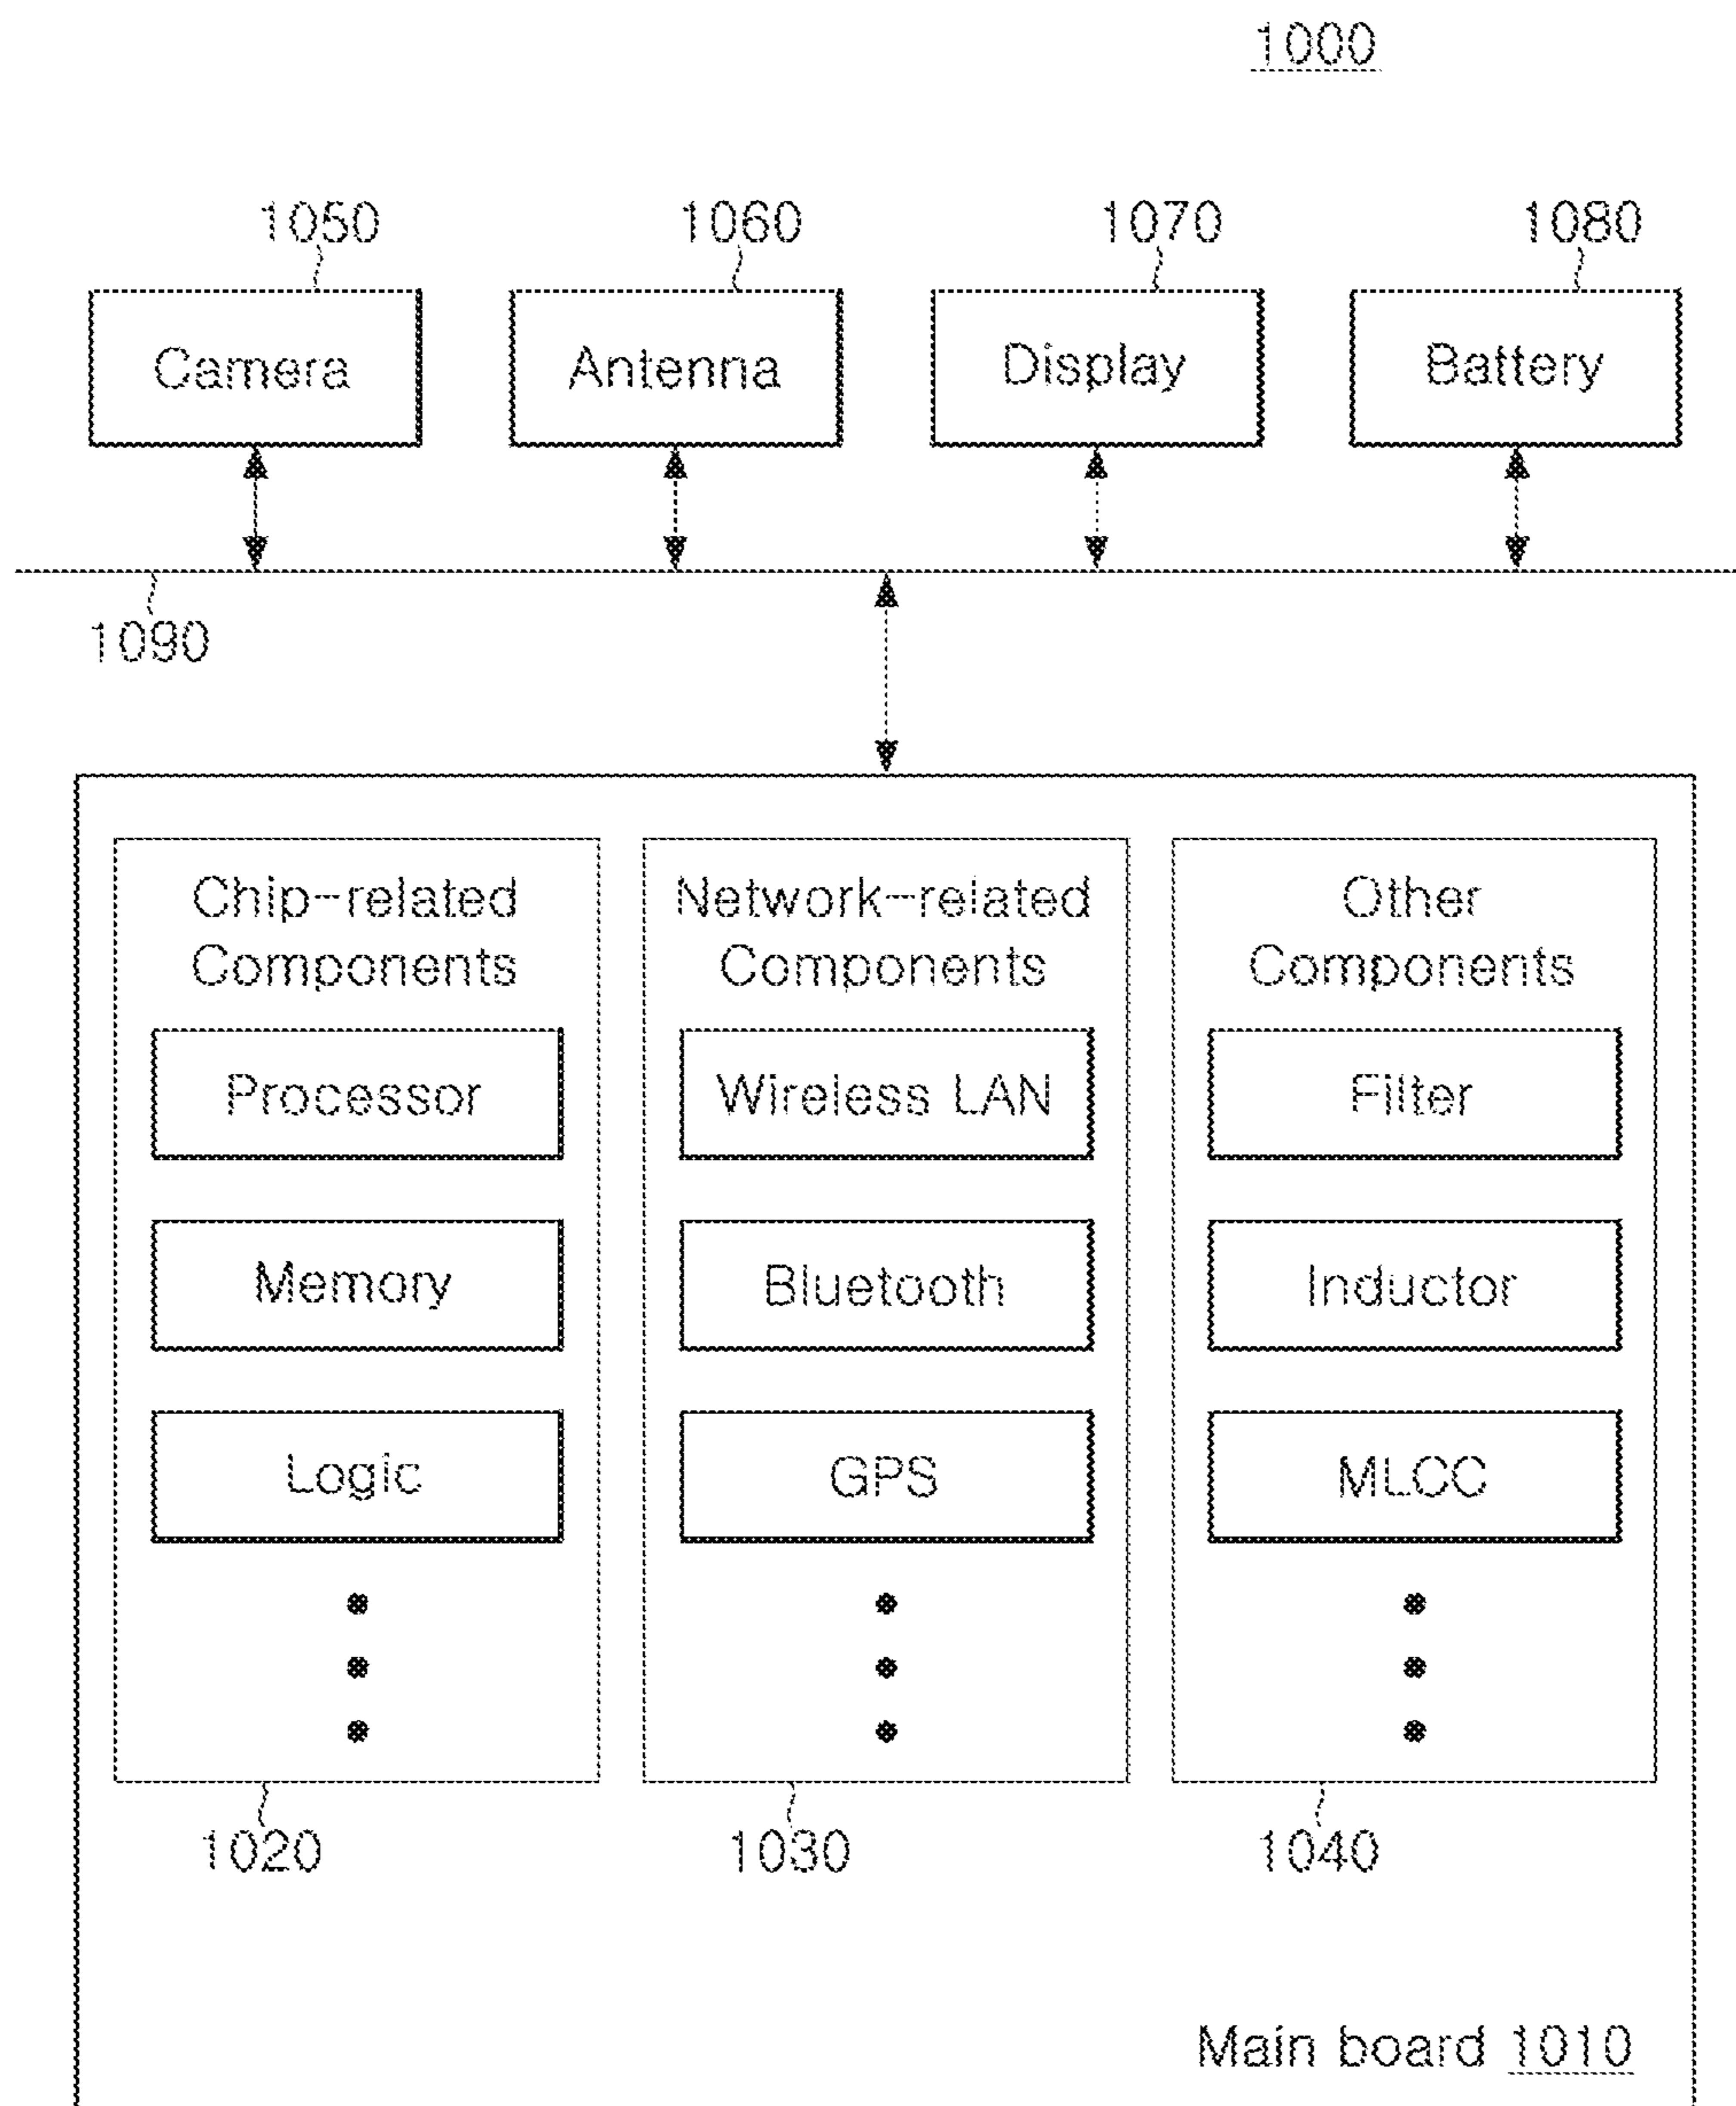 1000
1050
1060
1070
1080
Camera
Antenna
Display
Battery
1090
Chip-related
Components
Processor
Memory
Logic
1020
Network-related
Components
Wireless LAN
Bluetooth
GPS
1030
Other
Components
Filter
Inductor
MLCC
1040
Main board 1010